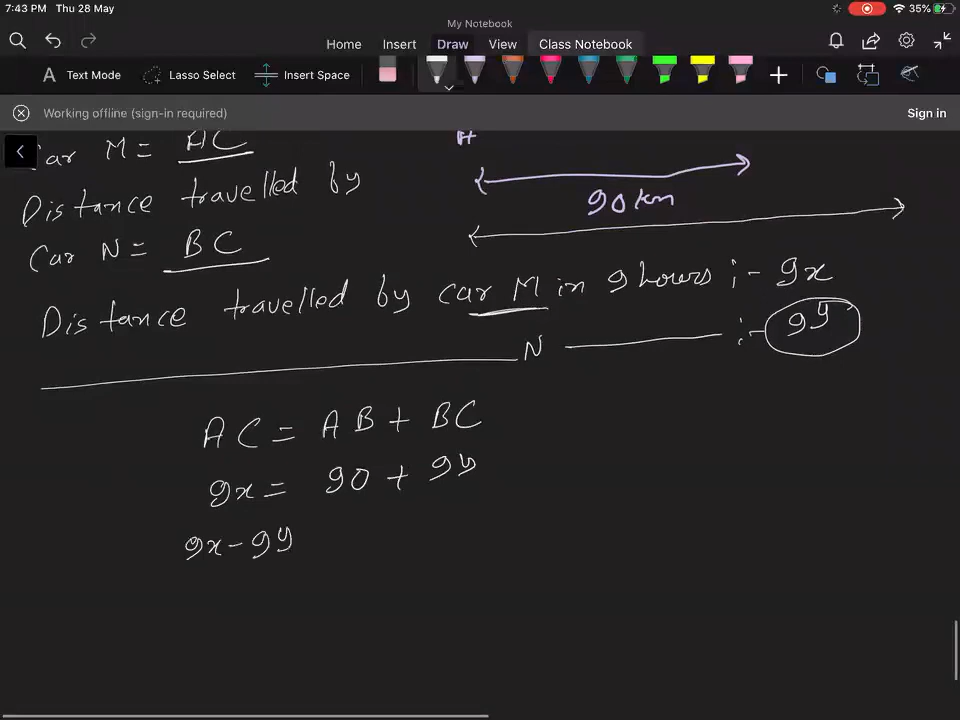 7:43 PM Thu 28 May
35%
My Notebook
Home Insert Draw View Class Notebook
Text Mode Lasso Select Insert Space
Working offline (sign-in required) Sign in
Car M = AC
Distance travelled by
Car N = BC
90 km
Distance travelled by car M in 9 hours :- 9x
N :- 9y
AC = AB + BC
9x = 90 + 9y
9x - 9y